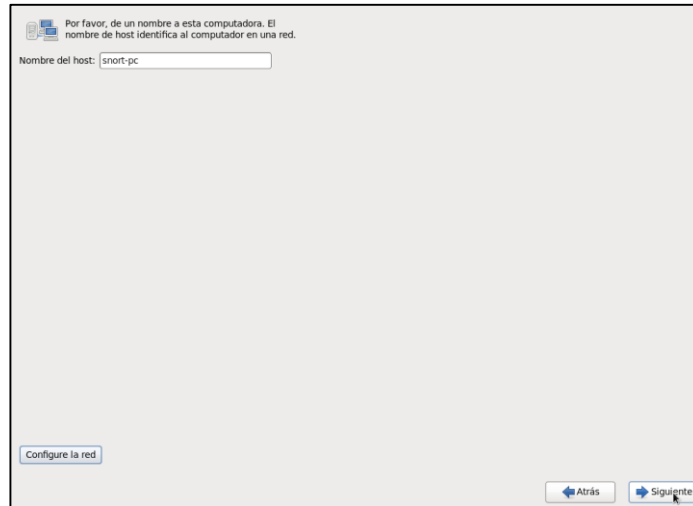 Por favor, de un nombre a esta computadora. El
nombre de host identifica al computador en una red.
Nombre del host: snort-pc
Configure la red
Atrás
Siguiente